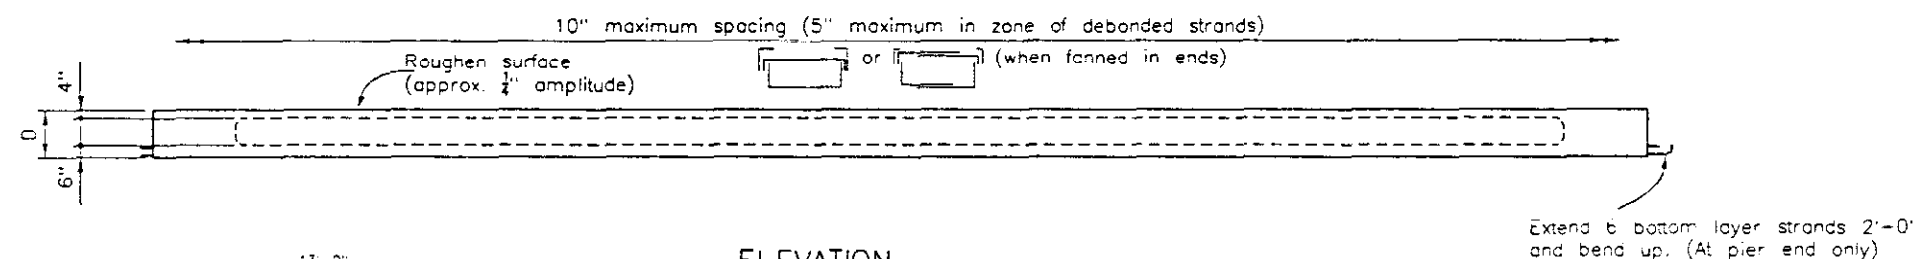 10" maximum spacing (5" maximum in zone of debonded strands)
or
(when fanned in ends)
Roughen surface
(approx. ¼" amplitude)
4"
D
6"
Extend 6 bottom layer strands 2'-0"
and bend up. (At pier end only)
ELEVATION